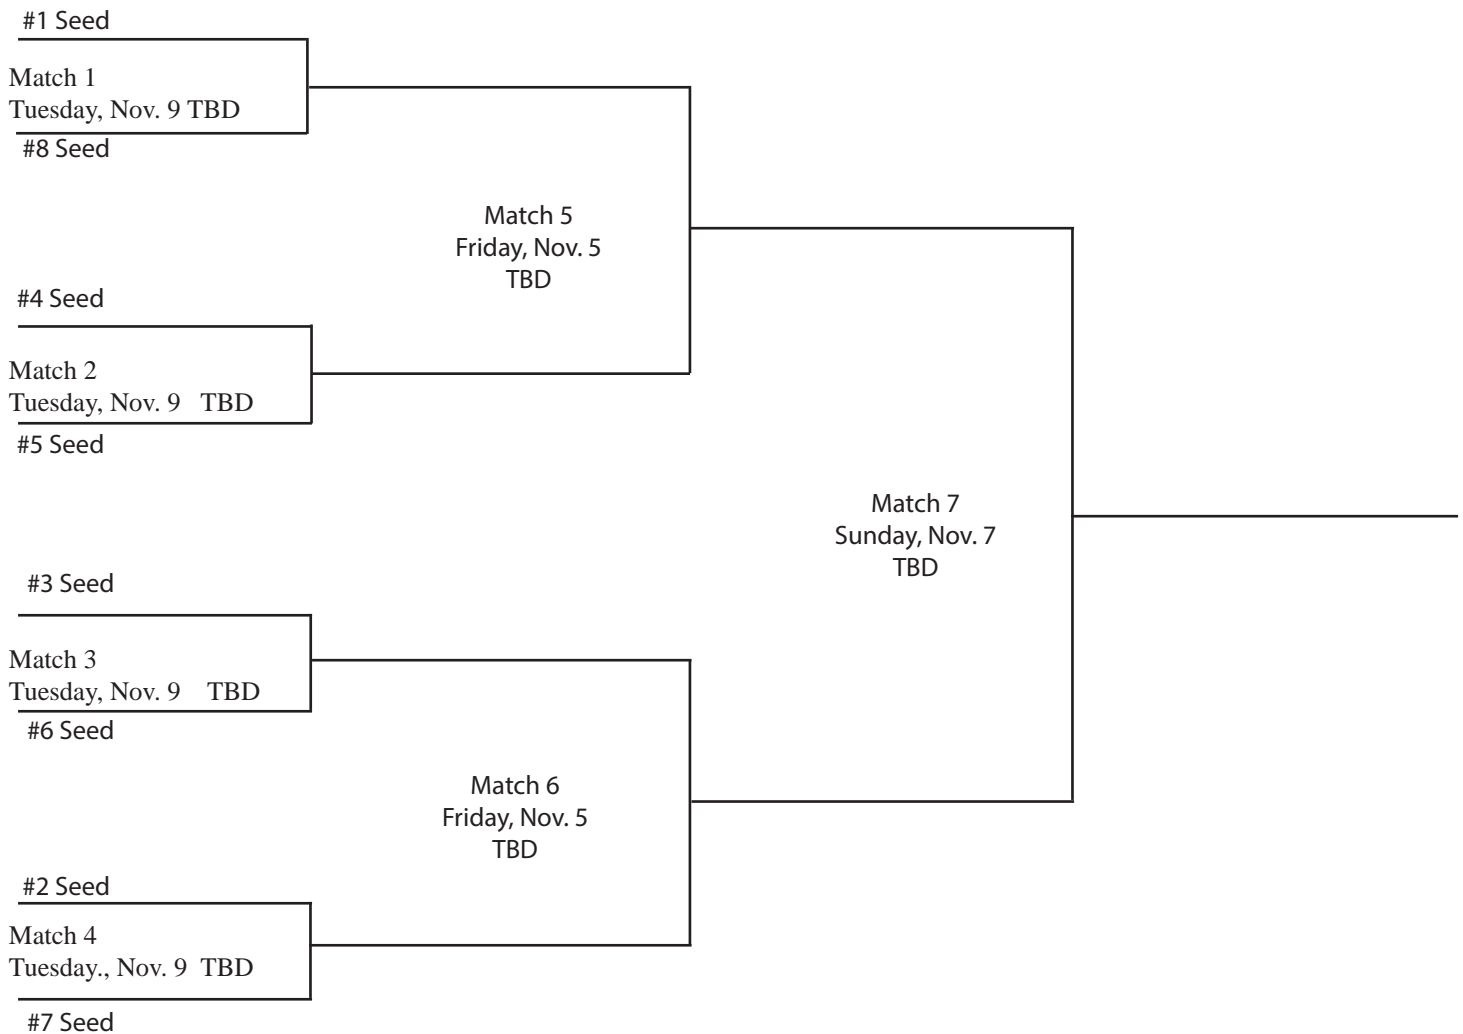 #1 Seed
Match 1
Tuesday, Nov. 9 TBD
#8 Seed
Match 5
Friday, Nov. 5
TBD
#4 Seed
Match 2
Tuesday, Nov. 9 TBD
#5 Seed
Match 7
Sunday, Nov. 7
TBD
#3 Seed
Match 3
Tuesday, Nov. 9 TBD
#6 Seed
Match 6
Friday, Nov. 5
TBD
#2 Seed
Match 4
Tuesday., Nov. 9 TBD
#7 Seed